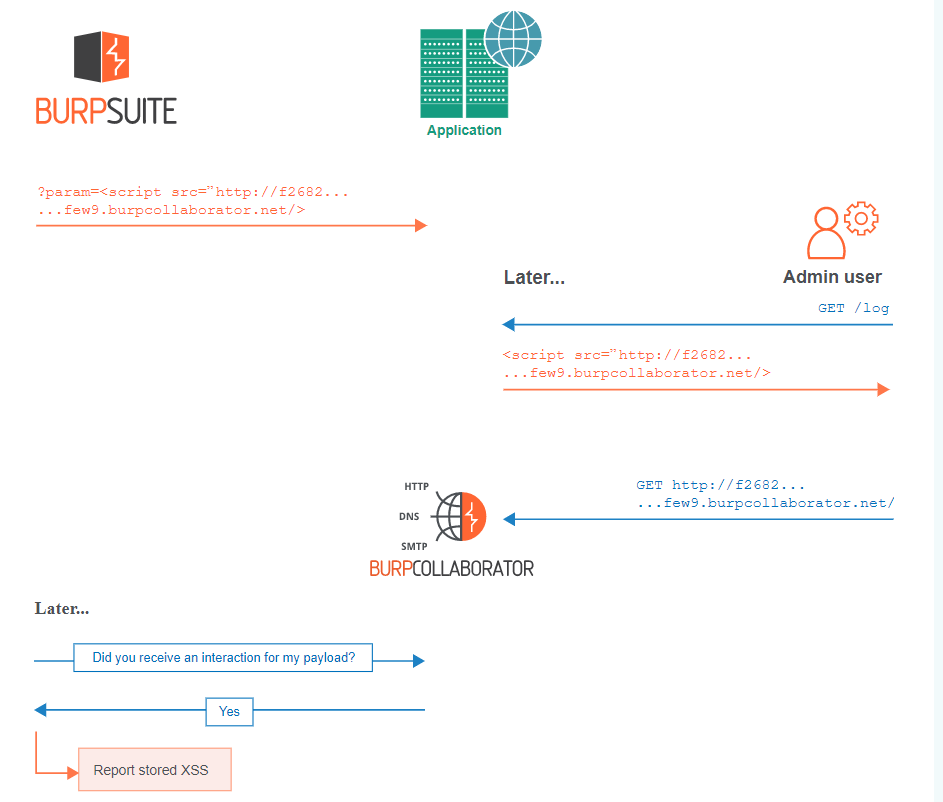 BURPSUITE
Application
?param=<script src=”http://f2682...
...few9.burpcollaborator.net/>
Later...
Admin user
GET /log
<script src=”http://f2682...
...few9.burpcollaborator.net/>
GET http://f2682...
...few9.burpcollaborator.net/
HTTP
DNS
SMTP
BURPCOLLABORATOR
Later...
Did you receive an interaction for my payload?
Yes
Report stored XSS